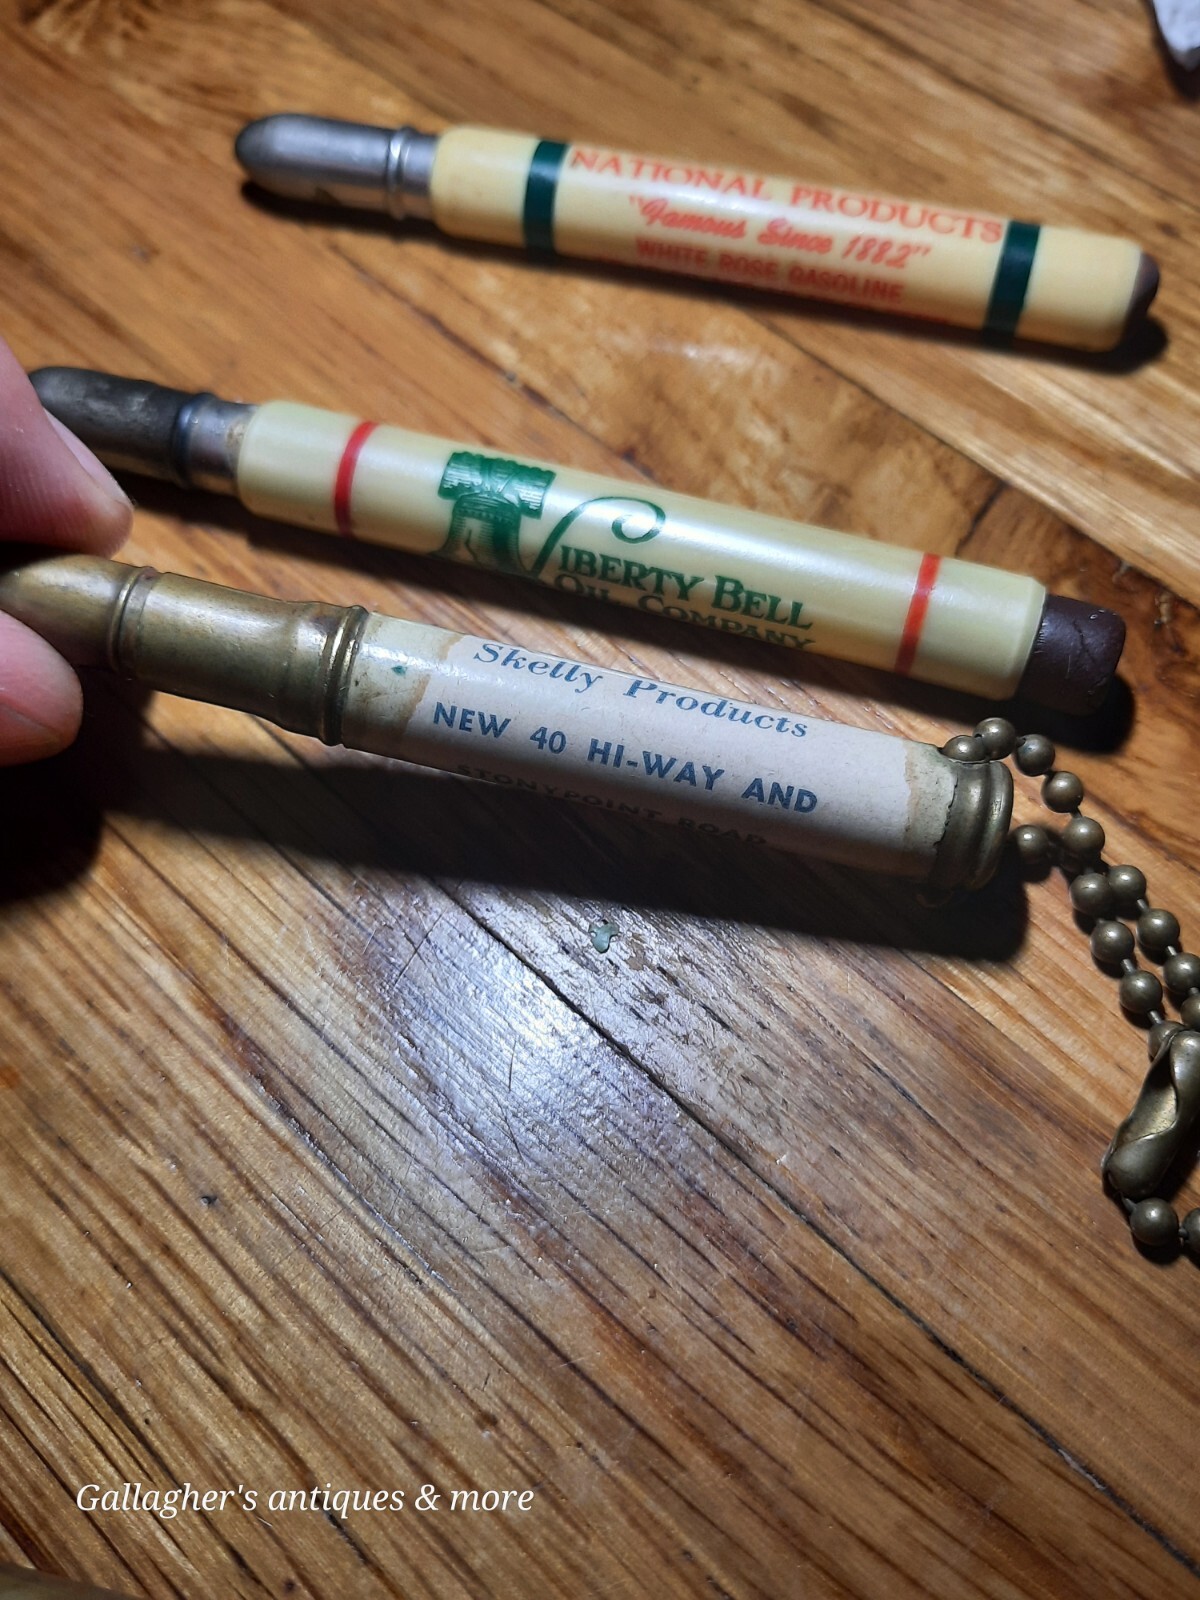 NATIONAL PRODUCTS
"Famous Since 1882"
WHITE ROSE GASOLINE
LIBERTY BELL
OIL COMPANY
Skelly Products
NEW 40 HI-WAY AND
STONYPOINT ROAD
Gallagher's antiques & more